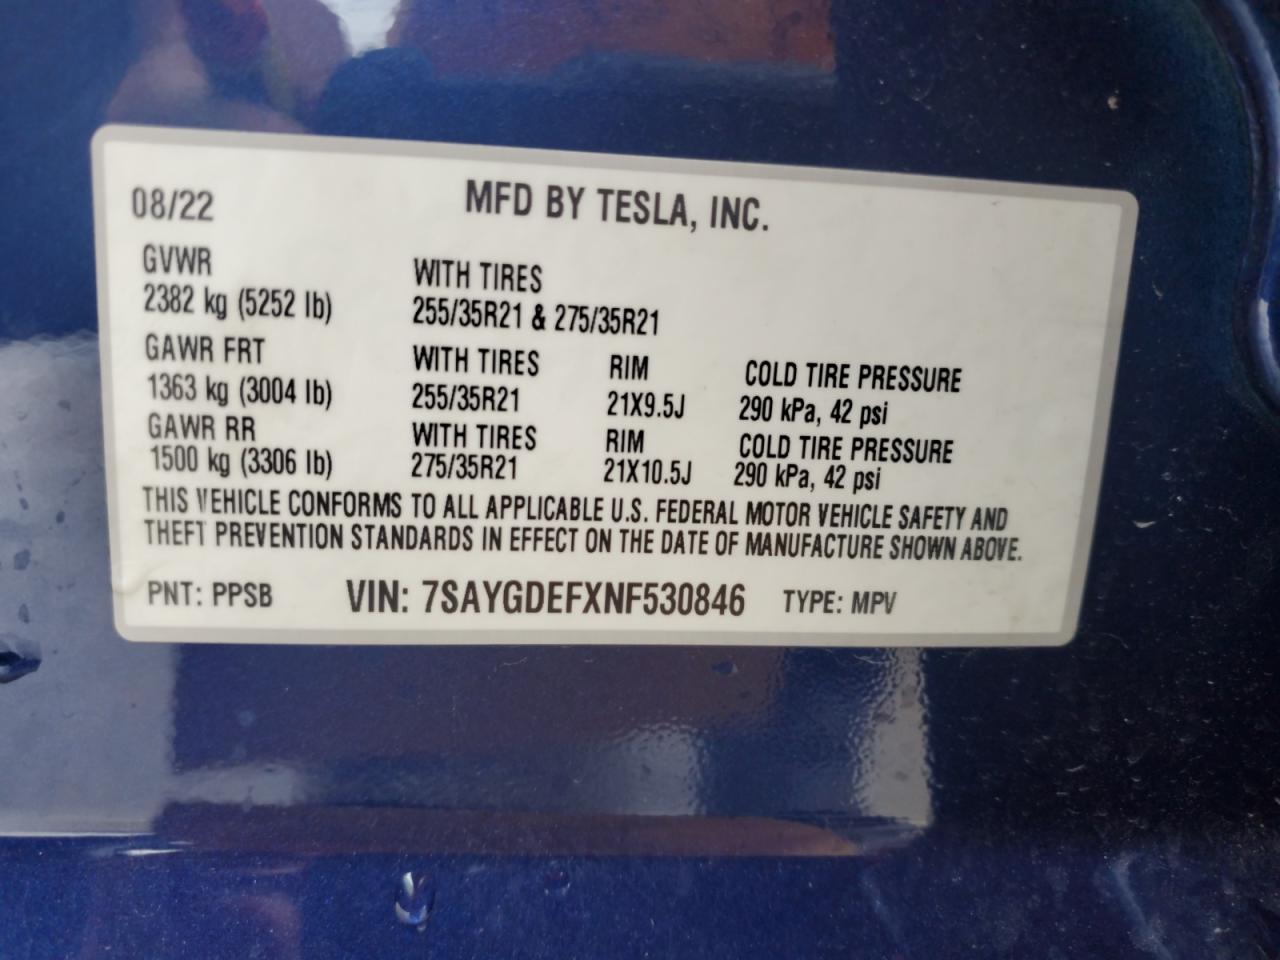 08/22 MFD BY TESLA, INC.
GVWR WITH TIRES
2382 kg (5252 lb) 255/35R21 & 275/35R21
GAWR FRT WITH TIRES RIM COLD TIRE PRESSURE
1363 kg (3004 lb) 255/35R21 21X9.5J 290 kPa, 42 psi
GAWR RR WITH TIRES RIM COLD TIRE PRESSURE
1500 kg (3306 lb) 275/35R21 21X10.5J 290 kPa, 42 psi
THIS VEHICLE CONFORMS TO ALL APPLICABLE U.S. FEDERAL MOTOR VEHICLE SAFETY AND
THEFT PREVENTION STANDARDS IN EFFECT ON THE DATE OF MANUFACTURE SHOWN ABOVE.
PNT: PPSB VIN: 7SAYGDEFXNF530846 TYPE: MPV